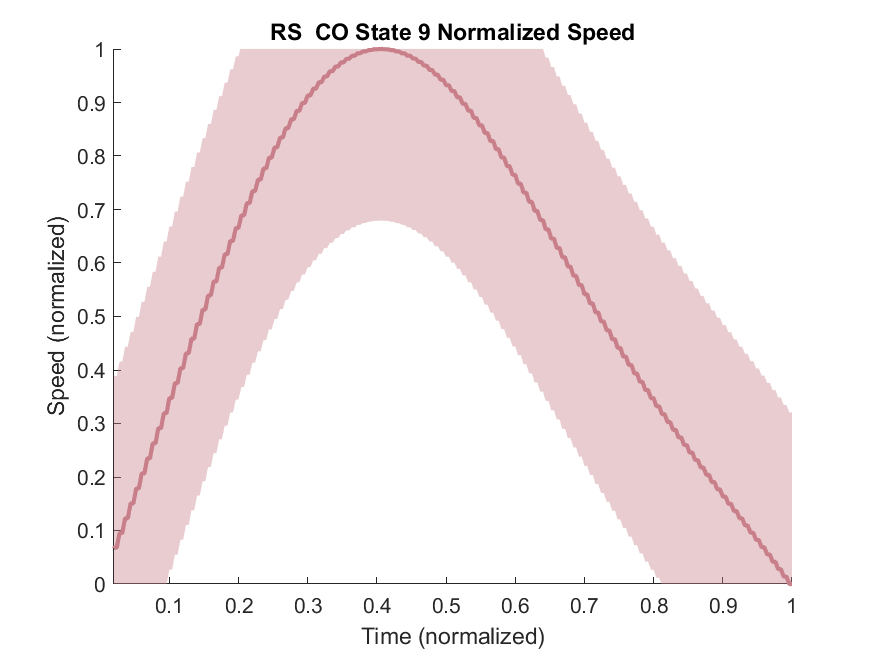 RS  CO State 9 Normalized Speed
1
0.9
0.8
0.7
0.6
0.5
0.4
0.3
0.2
0.1
0
Speed (normalized)
0.1 0.2 0.3 0.4 0.5 0.6 0.7 0.8 0.9 1
Time (normalized)